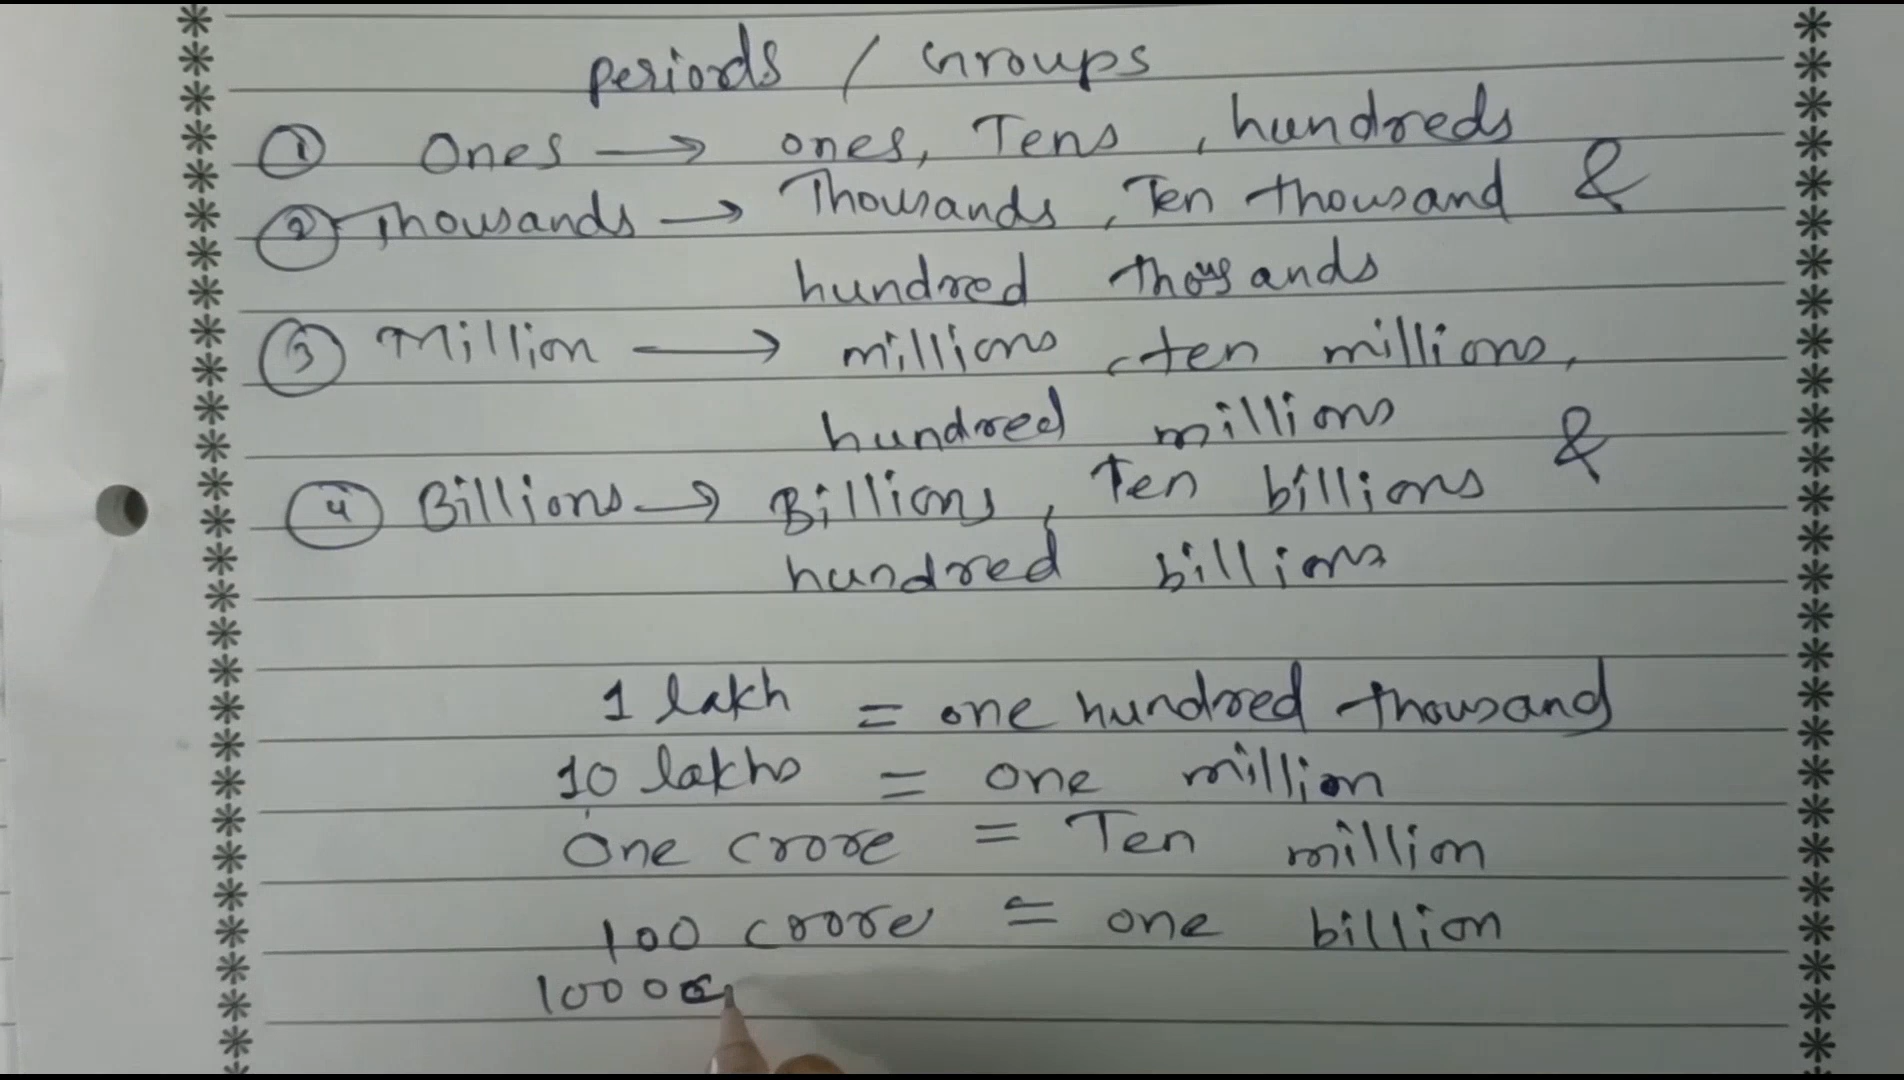 periods / Groups
① Ones → ones, Tens, hundreds
② Thousands → Thousands, Ten thousand &
hundred thousands
③ Million → millions, ten millions,
hundred millions
④ Billions → Billions, Ten billions &
hundred billions
1 lakh = one hundred thousand
10 lakhs = one million
One crore = Ten million
100 crore = one billion
1000